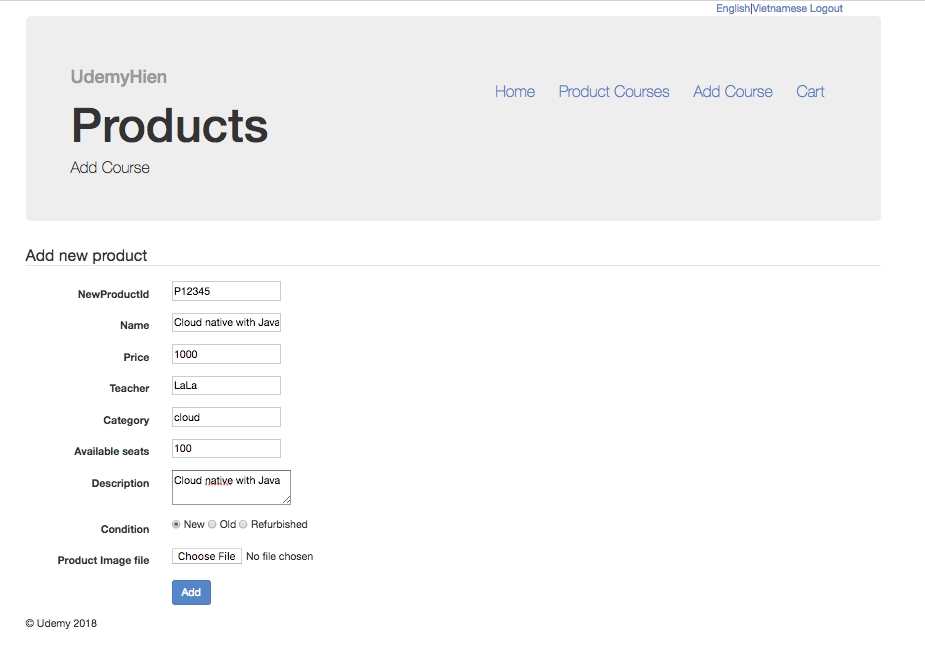 English|Vietnamese Logout
UdemyHien
Home Product Courses Add Course Cart
Products
Add Course
Add new product
NewProductId P12345
Name Cloud native with Java
Price 1000
Teacher LaLa
Category cloud
Available seats 100
Description Cloud native with Java
Condition New Old Refurbished
Product Image file Choose File No file chosen
Add
© Udemy 2018